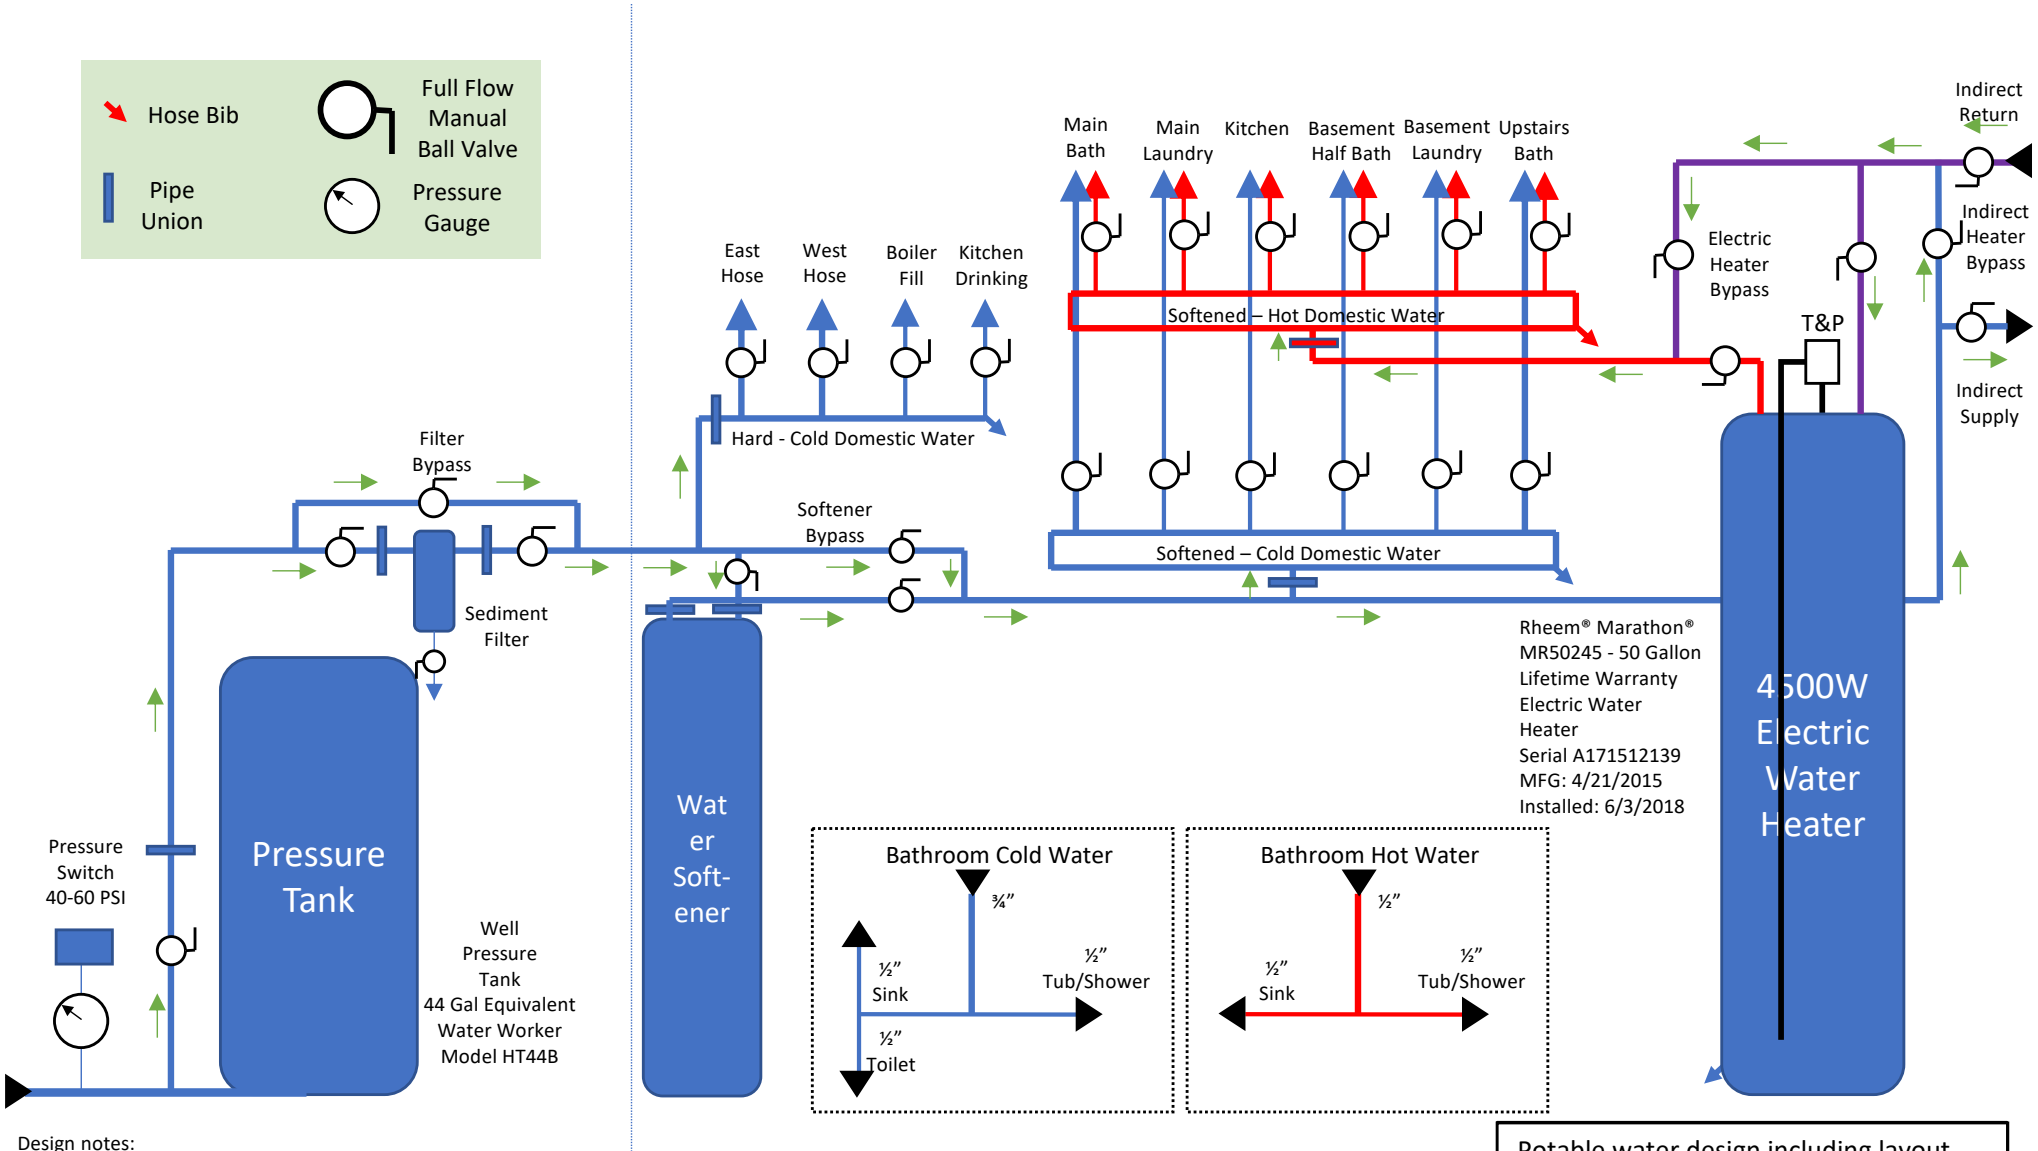 Hose Bib
Full Flow
Manual
Ball Valve
Pipe
Union
Pressure
Gauge
Main
Bath
Main
Laundry
Kitchen
Basement
Half Bath
Basement
Laundry
Upstairs
Bath
Indirect
Return
Electric
Heater
Bypass
Indirect
Heater
Bypass
East
Hose
West
Hose
Boiler
Fill
Kitchen
Drinking
Softened – Hot Domestic Water
T&P
Indirect
Supply
Hard - Cold Domestic Water
Filter
Bypass
Softener
Bypass
Softened – Cold Domestic Water
Sediment
Filter
Rheem® Marathon®
MR50245 - 50 Gallon
Lifetime Warranty
Electric Water
Heater
Serial A171512139
MFG: 4/21/2015
Installed: 6/3/2018
4500W
Electric
Water
Heater
Pressure
Switch
40-60 PSI
Pressure
Tank
Well
Pressure
Tank
44 Gal Equivalent
Water Worker
Model HT44B
Wat
er
Soft-
ener
Bathroom Cold Water
¾”
½”
Sink
½”
Tub/Shower
½”
Toilet
Bathroom Hot Water
½”
½”
Sink
½”
Tub/Shower
Design notes:
Potable water design including layout